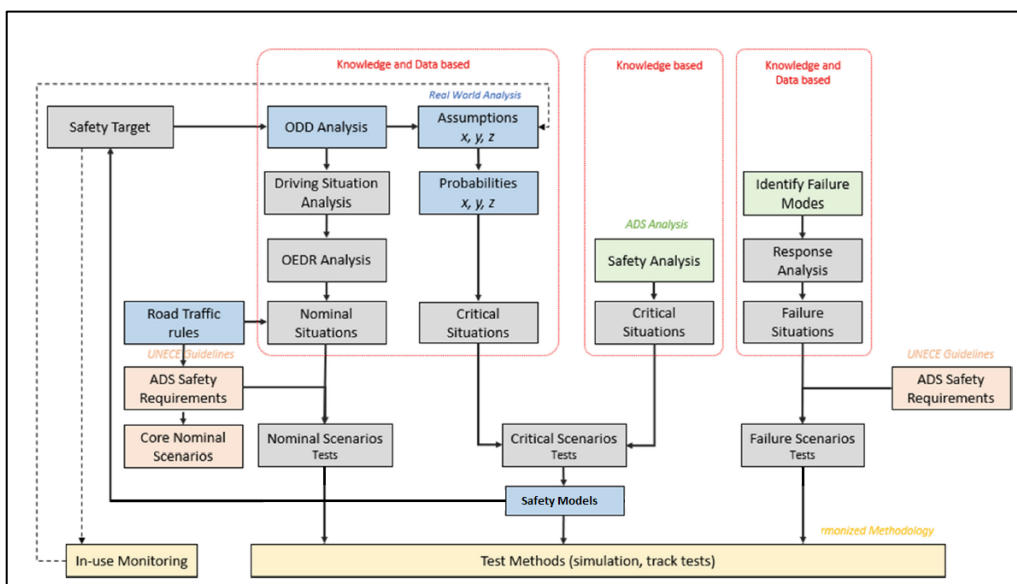 Knowledge and Data based
Knowledge based
Knowledge and
Data based
Real World Analysis
Safety Target
ODD Analysis
Assumptions
x, y, z
Driving Situation
Analysis
Probabilities
x, y, z
Identify Failure
Modes
ADS Analysis
OEDR Analysis
Safety Analysis
Response
Analysis
Road Traffic
rules
Nominal
Situations
Critical
Situations
Critical
Situations
Failure
Situations
UNECE Guidelines
UNECE Guidelines
ADS Safety
Requirements
ADS Safety
Requirements
Core Nominal
Scenarios
Nominal Scenarios
Tests
Critical Scenarios
Tests
Failure Scenarios
Tests
Safety Models
rmonized Methodology
In-use Monitoring
Test Methods (simulation, track tests)